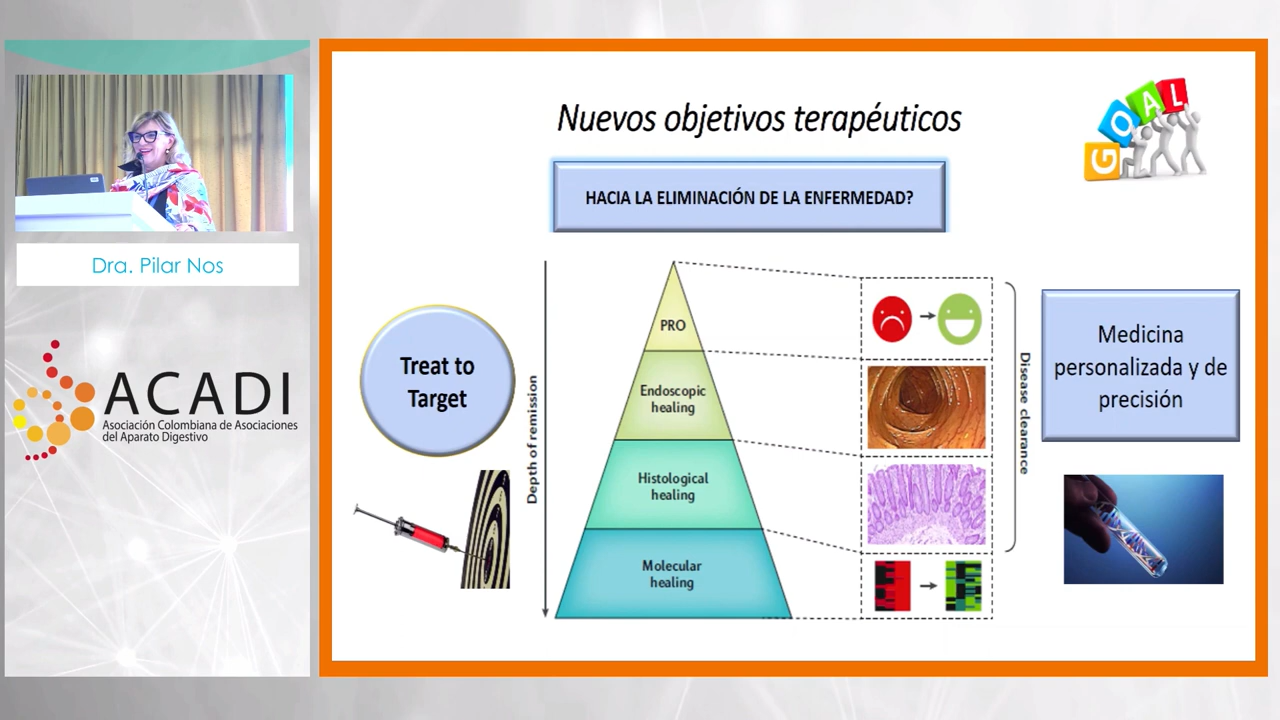 Dra. Pilar Nos
ACADI
Asociación Colombiana de Asociaciones
del Aparato Digestivo
Nuevos objetivos terapéuticos
GOAL
HACIA LA ELIMINACIÓN DE LA ENFERMEDAD?
Treat to
Target
Depth of remission
PRO
Endoscopic
healing
Histological
healing
Molecular
healing
Disease clearance
Medicina
personalizada y de
precisión